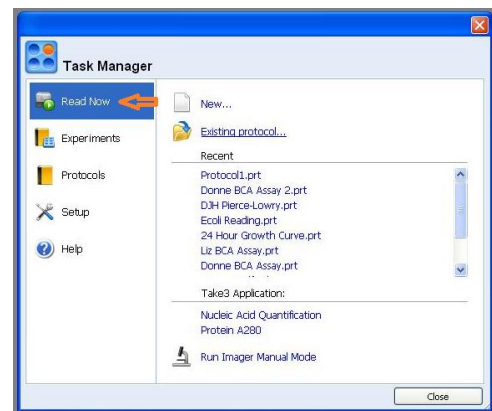 Task Manager
Read Now
Experiments
Protocols
Setup
Help
New...
Existing protocol...
Recent
Protocol1.prt
Donne BCA Assay 2.prt
DJH Pierce-Lowry.prt
Ecoli Reading.prt
24 Hour Growth Curve.prt
Liz BCA Assay.prt
Donne BCA Assay.prt
Take3 Application:
Nucleic Acid Quantification
Protein A280
Run Imager Manual Mode
Close